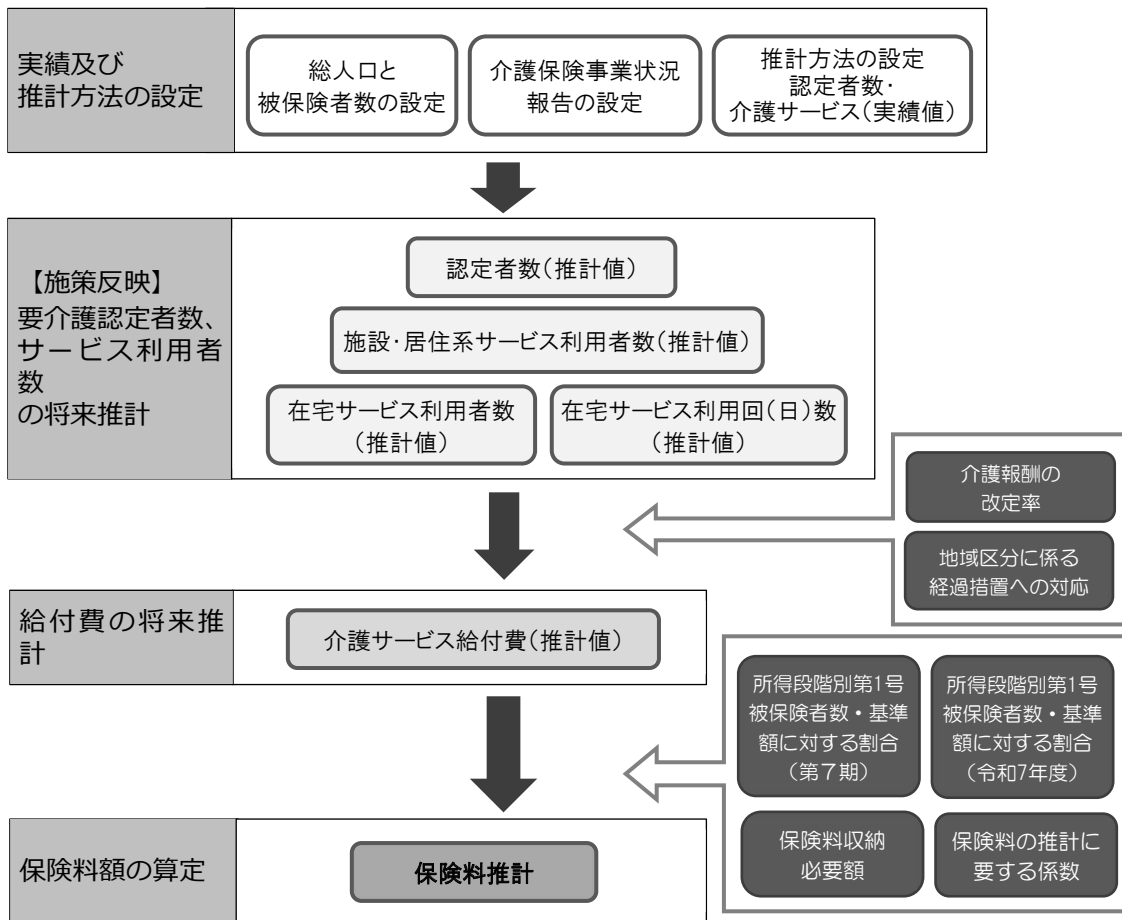 実績及び
推計方法の設定
総人口と
被保険者数の設定
介護保険事業状況
報告の設定
推計方法の設定
認定者数・
介護サービス（実績値）
【施策反映】
要介護認定者数、
サービス利用者
数
の将来推計
認定者数（推計値）
施設・居住系サービス利用者数（推計値）
在宅サービス利用者数
（推計値）
在宅サービス利用回（日）数
（推計値）
介護報酬の
改定率
地域区分に係る
経過措置への対応
給付費の将来推
計
介護サービス給付費（推計値）
所得段階別第1号
被保険者数・基準
額に対する割合
（第７期）
所得段階別第1号
被保険者数・基準
額に対する割合
（令和7年度）
保険料収納
必要額
保険料の推計に
要する係数
保険料額の算定
保険料推計